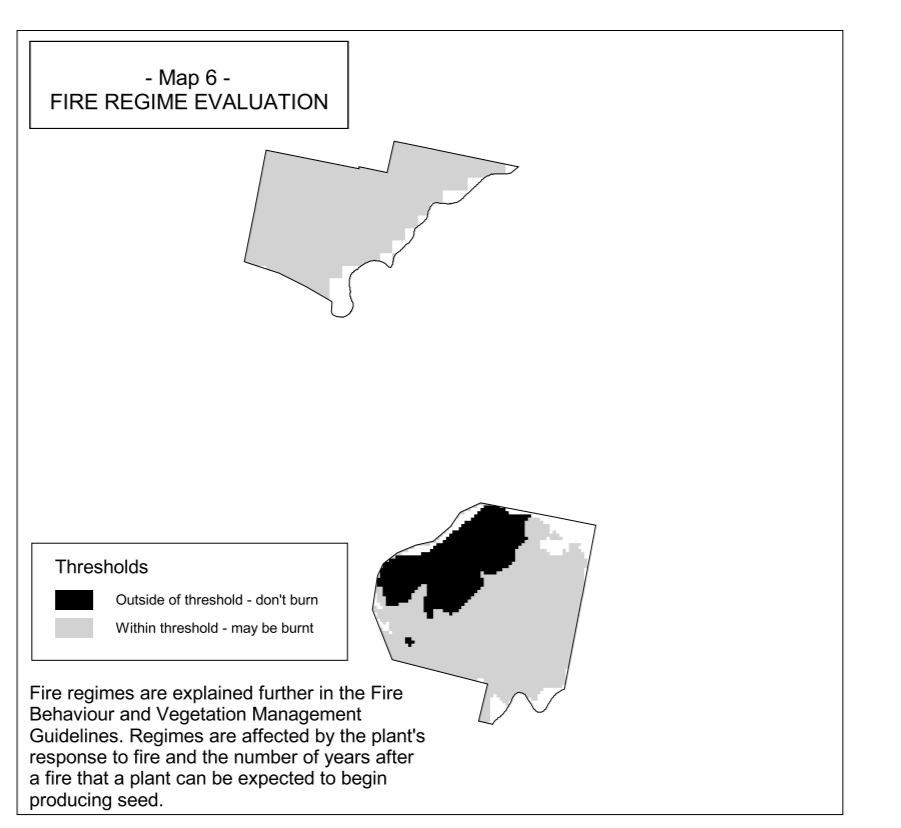 - Map 6 -
FIRE REGIME EVALUATION
Thresholds
Outside of threshold - don't burn
Within threshold - may be burnt
Fire regimes are explained further in the Fire
Behaviour and Vegetation Management
Guidelines. Regimes are affected by the plant's
response to fire and the number of years after
a fire that a plant can be expected to begin
producing seed.